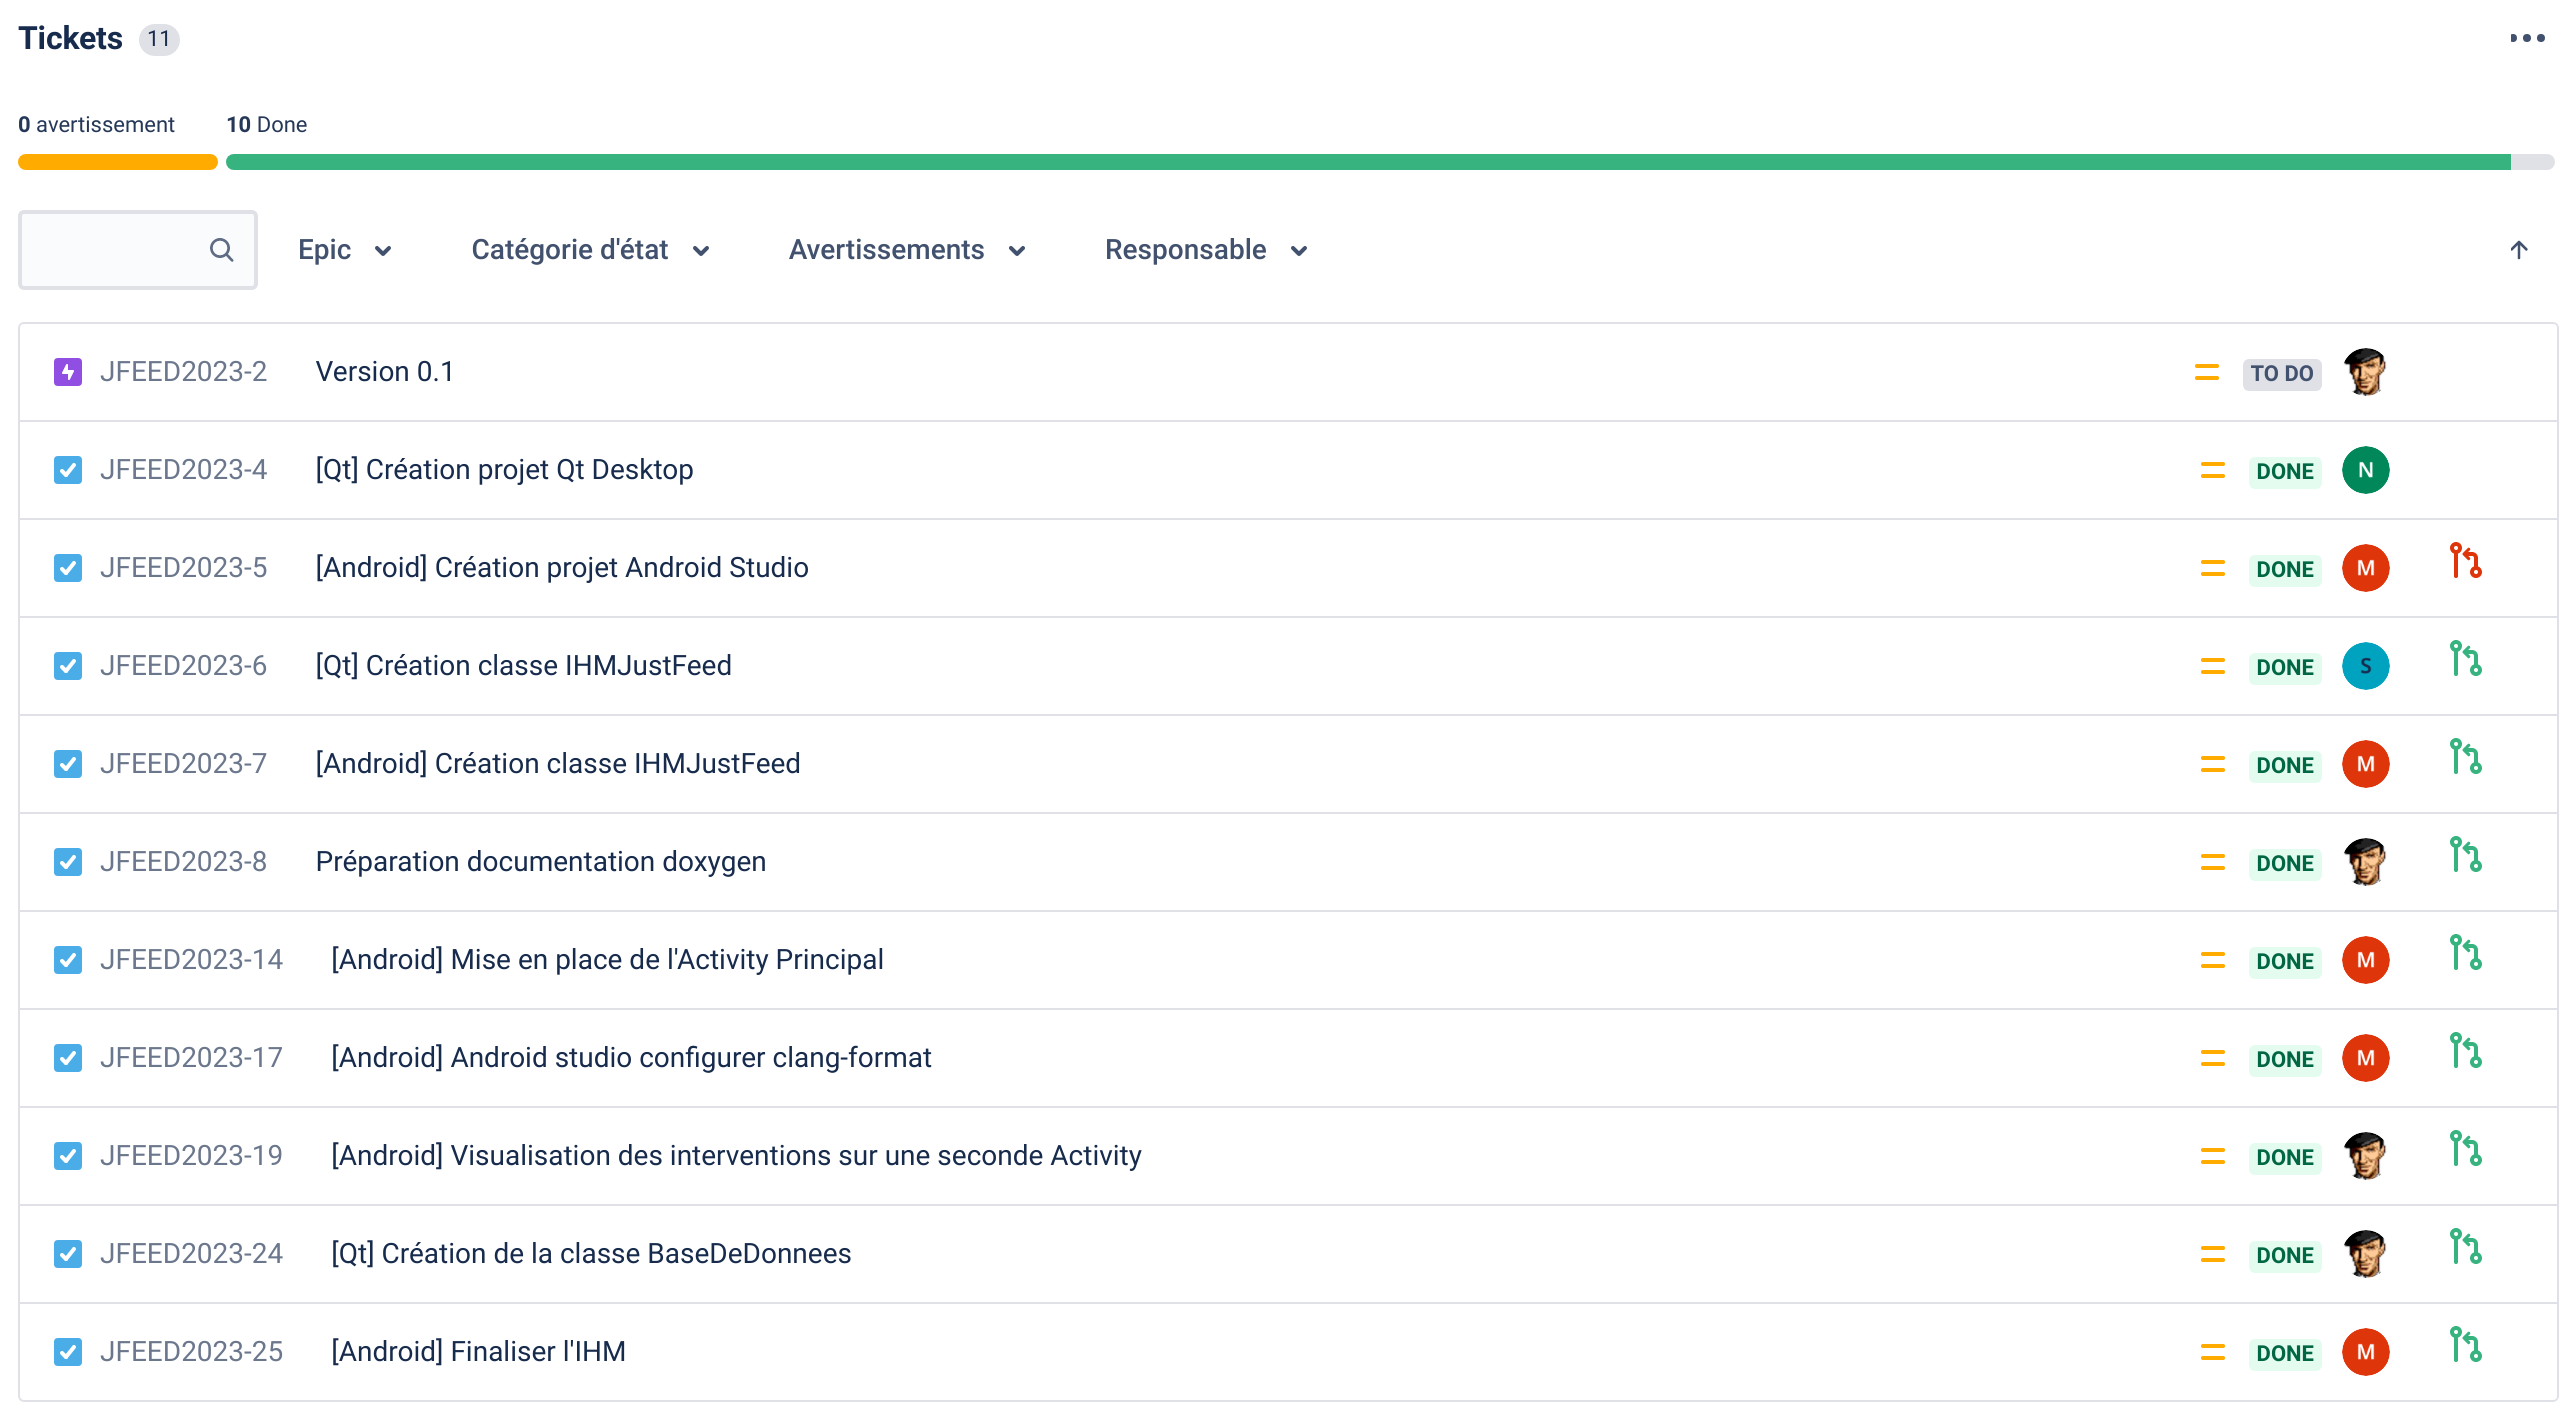 Tickets 11
0 avertissement 10 Done
Epic Catégorie d'état Avertissements Responsable
JFEED2023-2 Version 0.1 TO DO
JFEED2023-4 [Qt] Création projet Qt Desktop DONE N
JFEED2023-5 [Android] Création projet Android Studio DONE M
JFEED2023-6 [Qt] Création classe IHMJustFeed DONE S
JFEED2023-7 [Android] Création classe IHMJustFeed DONE M
JFEED2023-8 Préparation documentation doxygen DONE
JFEED2023-14 [Android] Mise en place de l'Activity Principal DONE M
JFEED2023-17 [Android] Android studio configurer clang-format DONE M
JFEED2023-19 [Android] Visualisation des interventions sur une seconde Activity DONE
JFEED2023-24 [Qt] Création de la classe BaseDeDonnees DONE
JFEED2023-25 [Android] Finaliser l'IHM DONE M